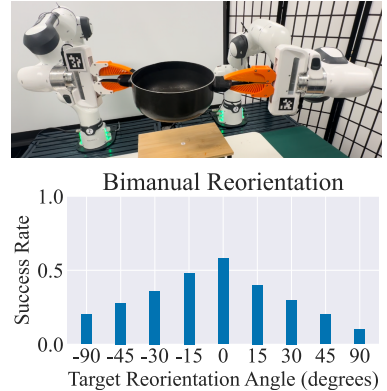 Bimanual Reorientation
Success Rate
1.0
0.5
0.0
-90 -45 -30 -15 0 15 30 45 90
Target Reorientation Angle (degrees)